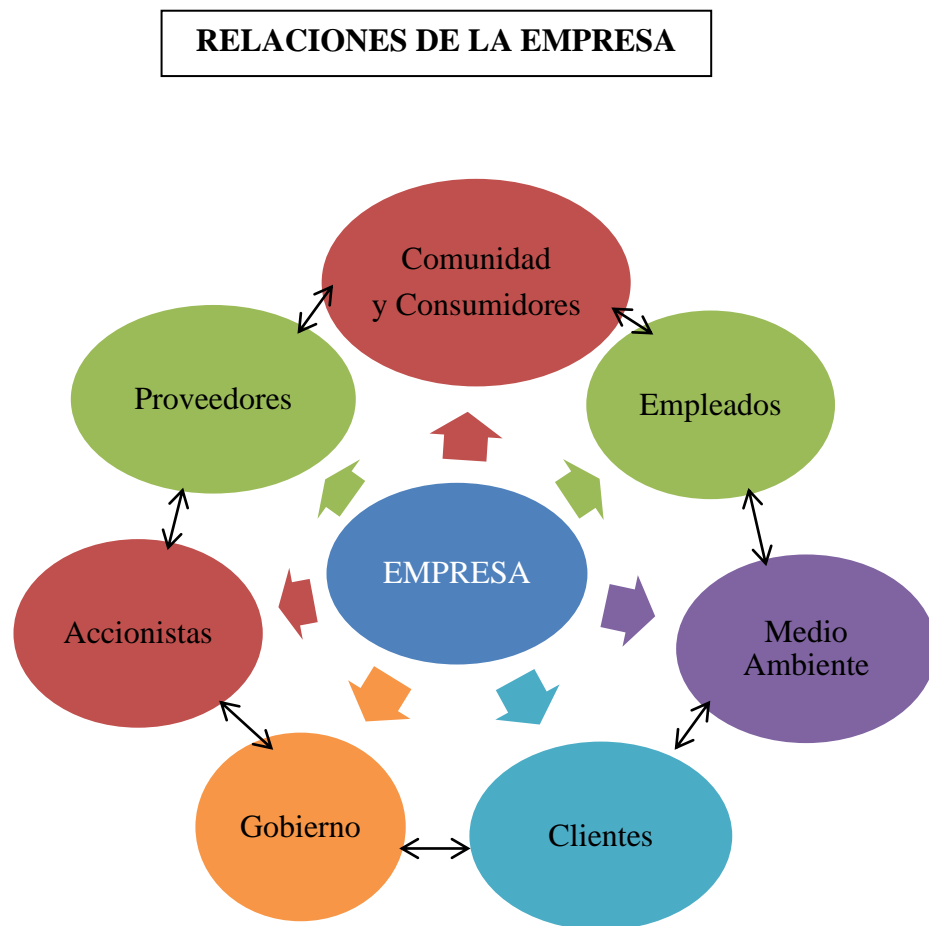 RELACIONES DE LA EMPRESA
Comunidad
y Consumidores
Proveedores
Empleados
EMPRESA
Accionistas
Medio
Ambiente
Gobierno
Clientes